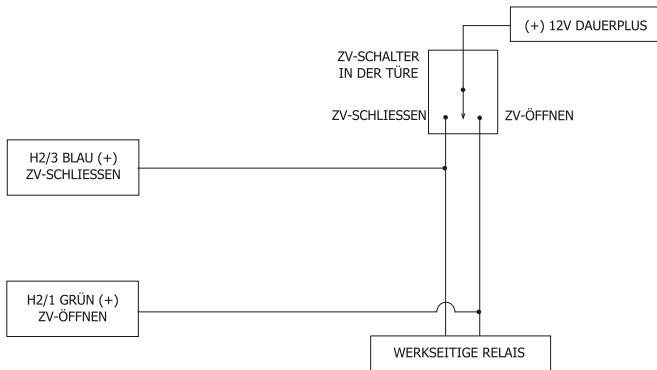 (+) 12V DAUERPLUS
ZV-SCHALTER
IN DER TÜRE
ZV-SCHLIESSEN
ZV-ÖFFNEN
H2/3 BLAU (+)
ZV-SCHLIESSEN
H2/1 GRÜN (+)
ZV-ÖFFNEN
WERKSEITIGE RELAIS